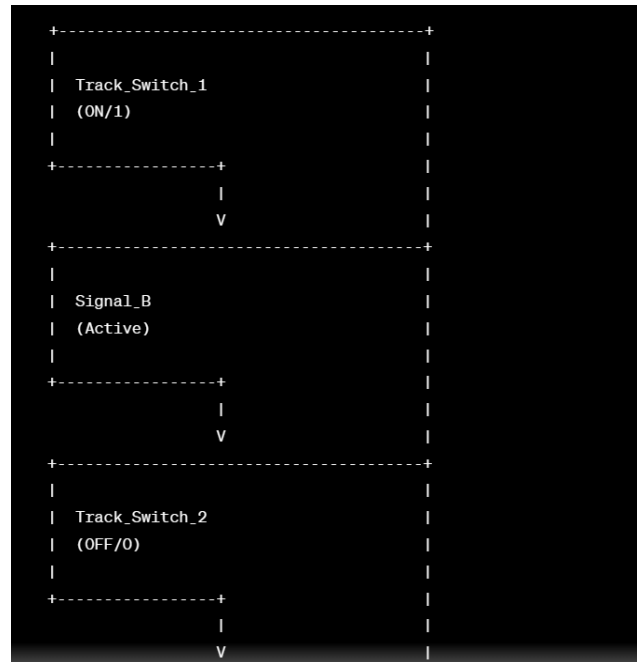 Track_Switch_1
(ON/1)
V
Signal_B
(Active)
V
Track_Switch_2
(OFF/0)
V